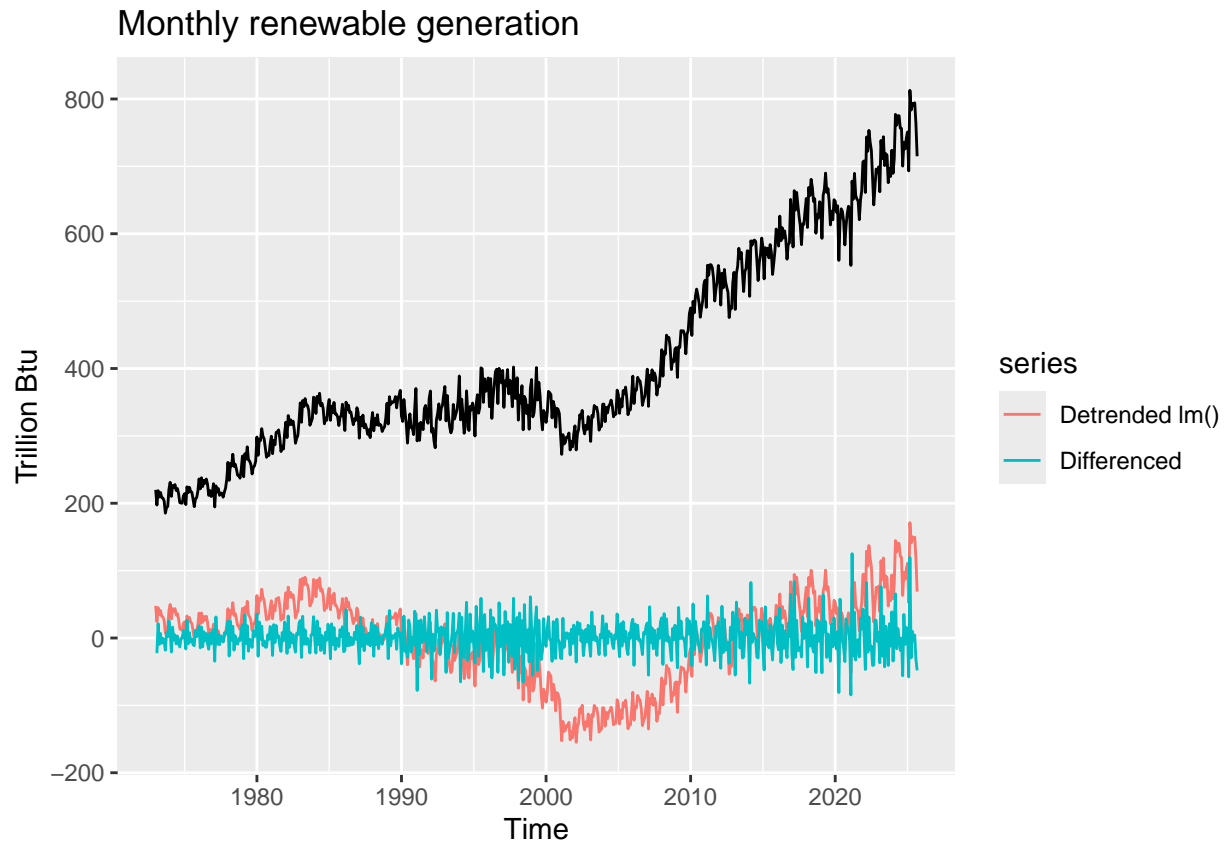 Monthly renewable generation
800
600
400
200
0
−200
Trillion Btu
1980
1990
2000
2010
2020
Time
series
Detrended lm()
Differenced